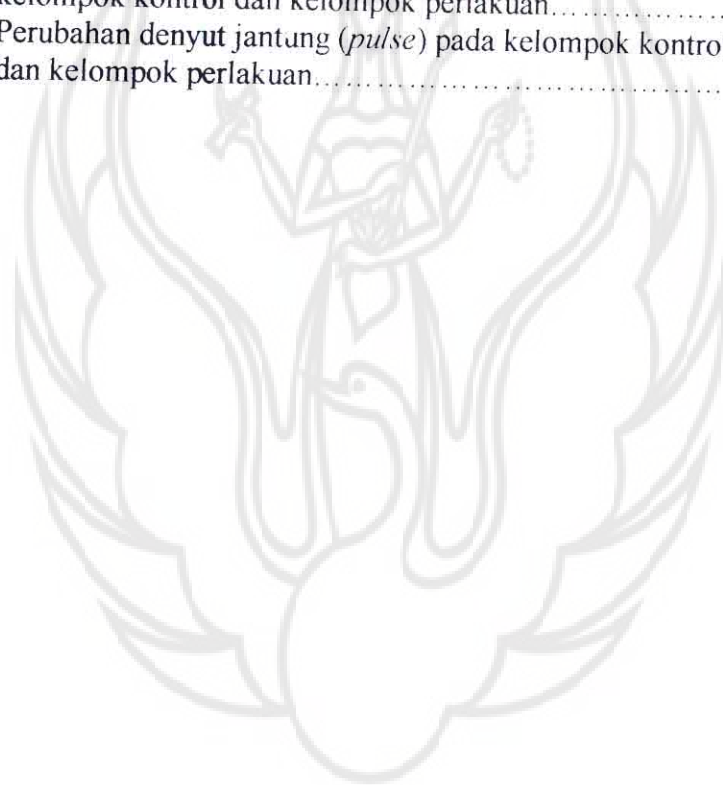 kelompok kontrol dan kelompok perlakuan..................
Perubahan denyut jantung (pulse) pada kelompok kontro
dan kelompok perlakuan..........................................